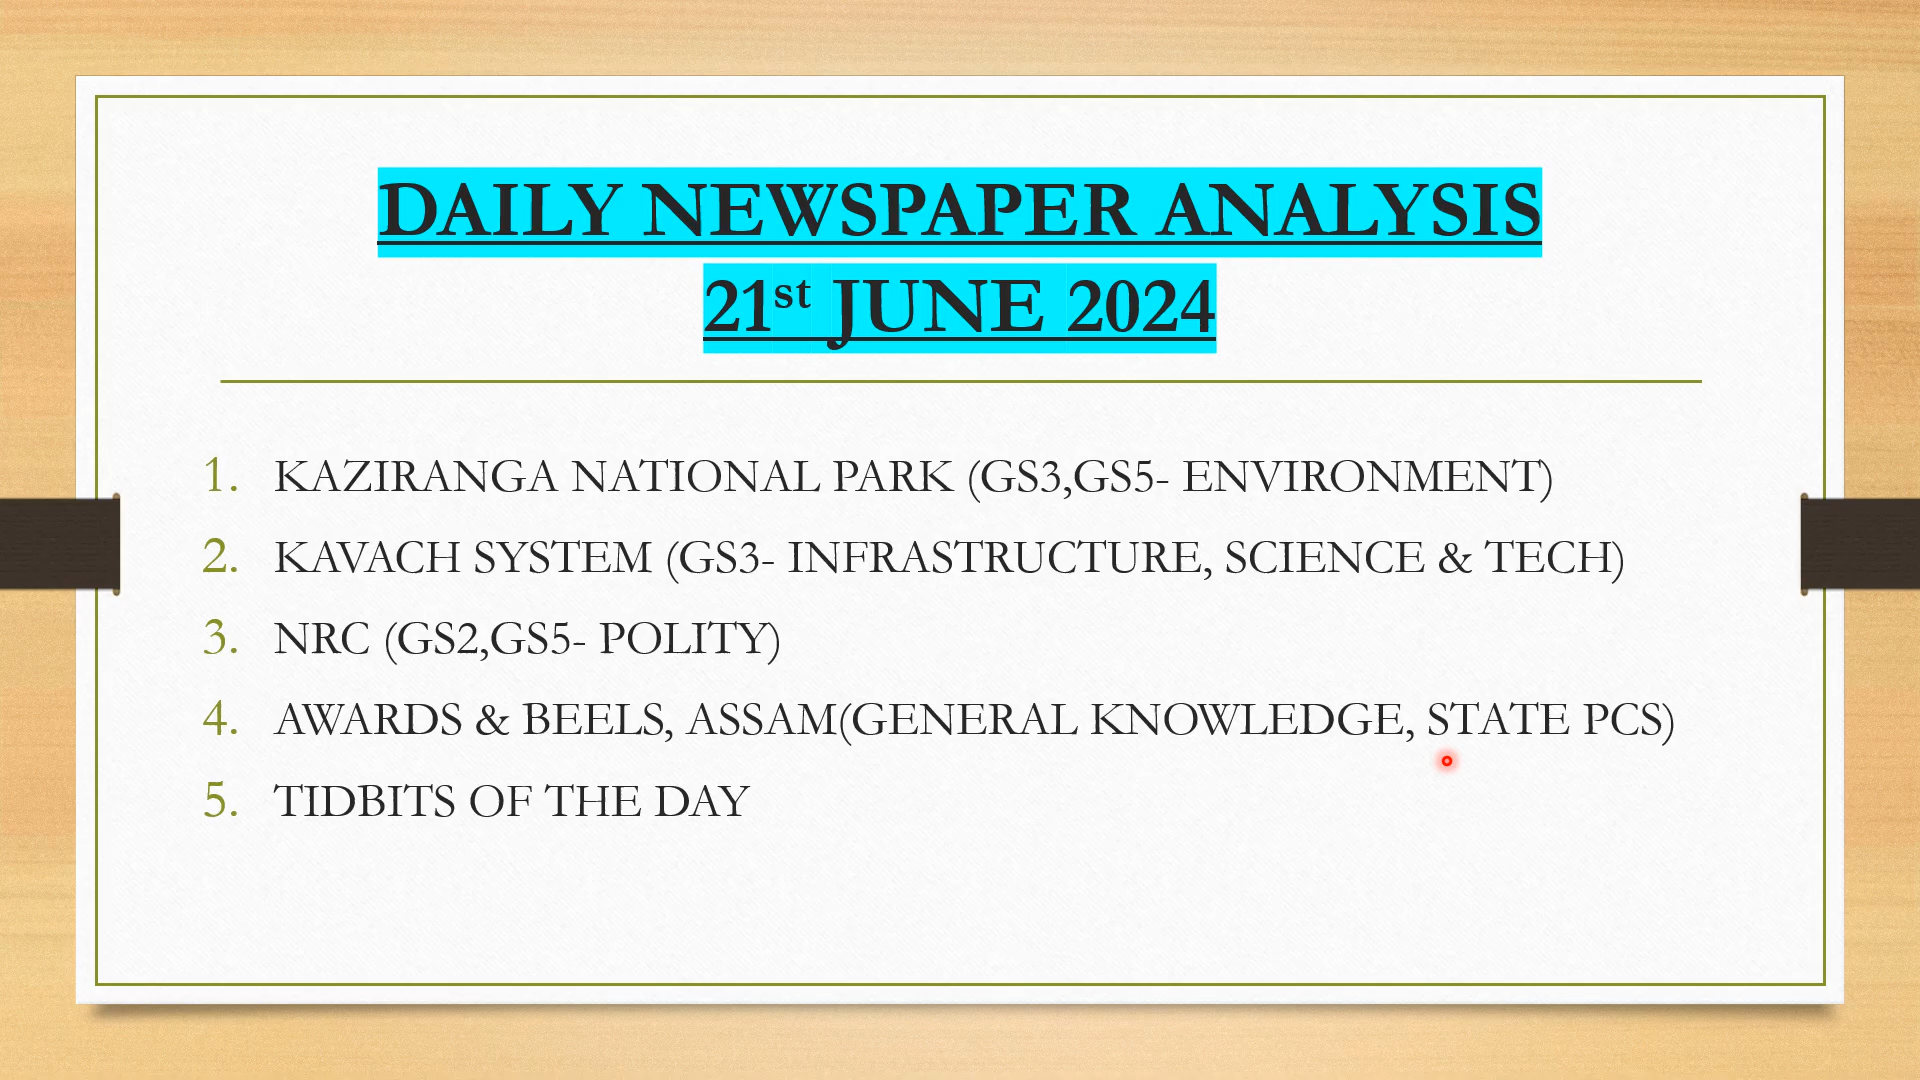 DAILY NEWSPAPER ANALYSIS
21st JUNE 2024
1. KAZIRANGA NATIONAL PARK (GS3,GS5- ENVIRONMENT)
2. KAVACH SYSTEM (GS3- INFRASTRUCTURE, SCIENCE & TECH)
3. NRC (GS2,GS5- POLITY)
4. AWARDS & BEELS, ASSAM(GENERAL KNOWLEDGE, STATE PCS)
5. TIDBITS OF THE DAY